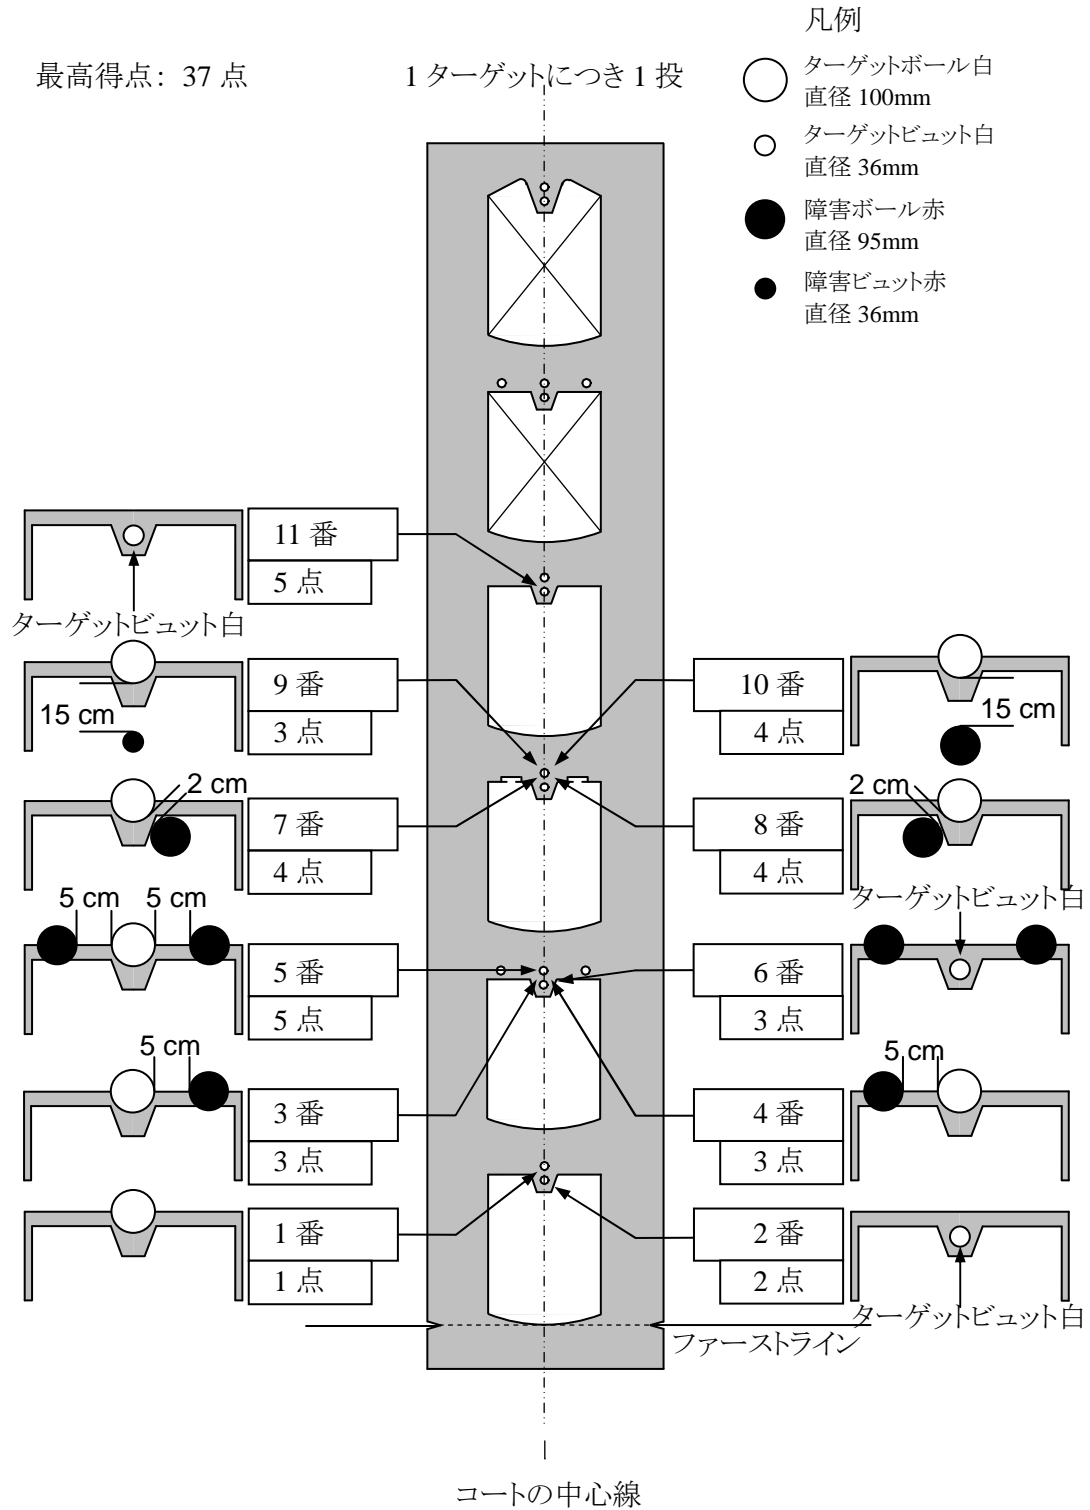 凡例
最高得点: 37 点
1 ターゲットにつき 1 投
ターゲットボール白
直径 100mm
ターゲットビュット白
直径 36mm
障害ボール赤
直径 95mm
障害ビュット赤
直径 36mm
11 番
5 点
ターゲットビュット白
9 番
3 点
15 cm
10 番
4 点
15 cm
2 cm
7 番
4 点
2 cm
8 番
4 点
5 cm
5 cm
5 番
5 点
ターゲットビュット白
6 番
3 点
5 cm
3 番
3 点
5 cm
4 番
3 点
1 番
1 点
2 番
2 点
ターゲットビュット白
ファーストライン
コートの中心線